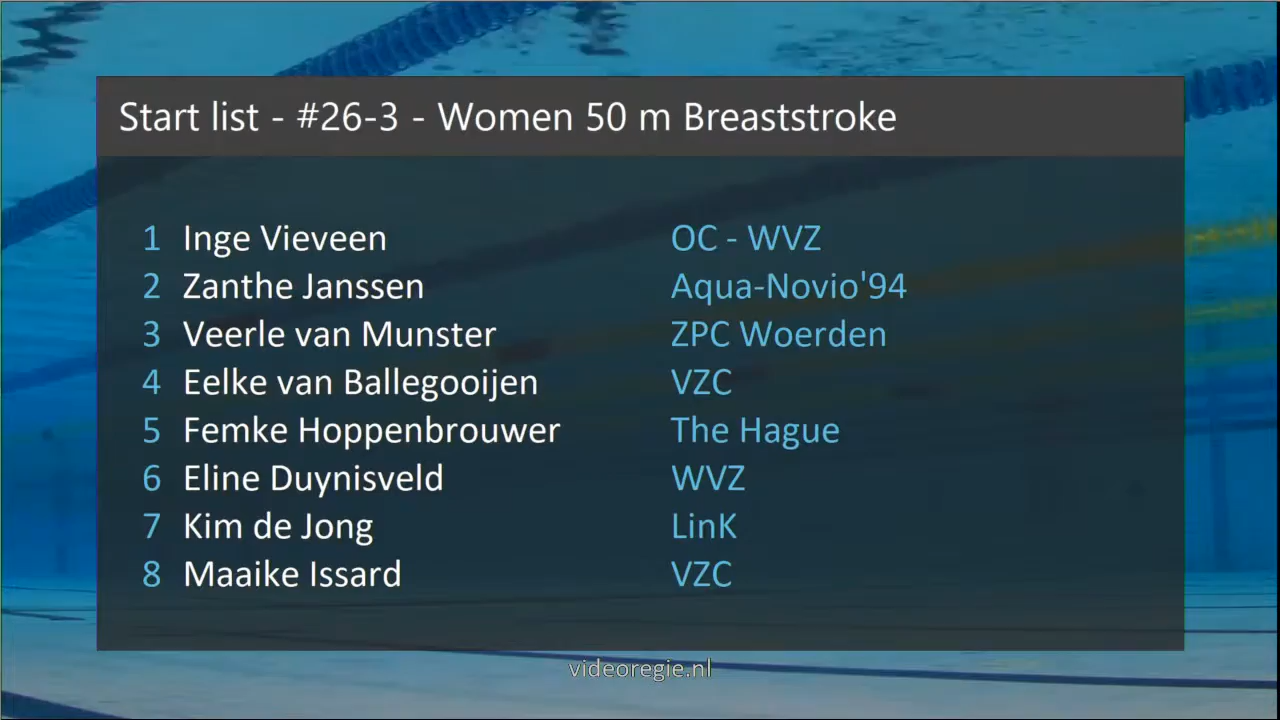 Start list - #26-3 - Women 50 m Breaststroke
1 Inge Vieveen OC - WVZ
2 Zanthe Janssen Aqua-Novio'94
3 Veerle van Munster ZPC Woerden
4 Eelke van Ballegooijen VZC
5 Femke Hoppenbrouwer The Hague
6 Eline Duynisveld WVZ
7 Kim de Jong LinK
8 Maaike Issard VZC
videoregie.nl